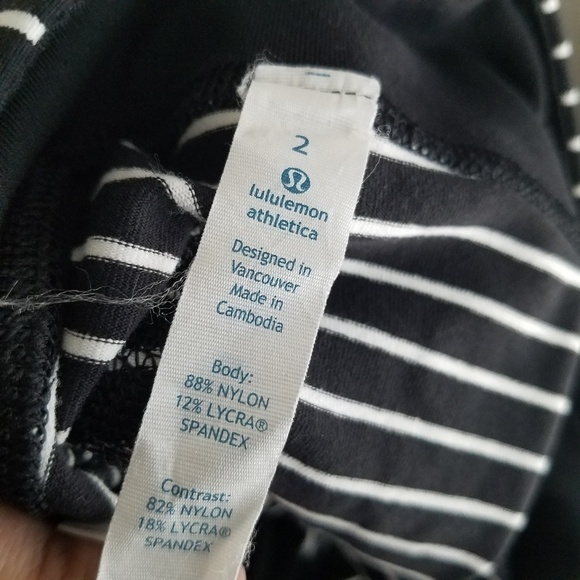 2
lululemon
athletica
Designed in
Vancouver
Made in
Cambodia
Body:
88% NYLON
12% LYCRA®
SPANDEX
Contrast:
82% NYLON
18% LYCRA®
SPANDEX